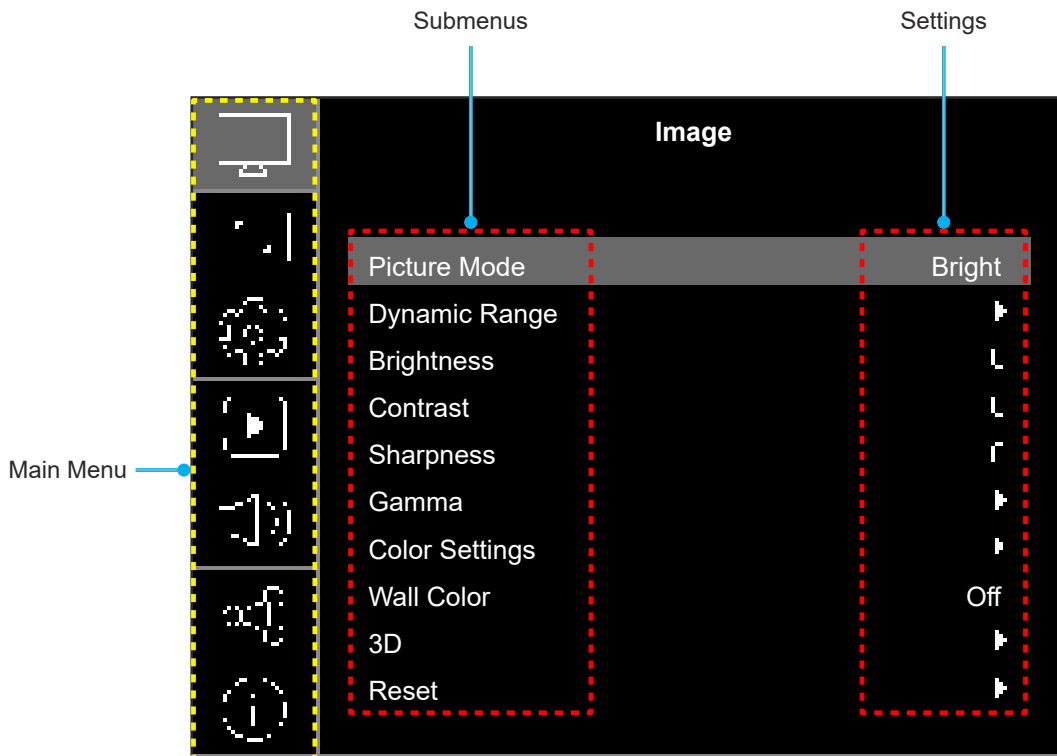 Submenus
Settings
Image
Picture Mode Bright
Dynamic Range
Brightness
Contrast
Main Menu
Sharpness
Gamma
Color Settings
Wall Color Off
3D
Reset